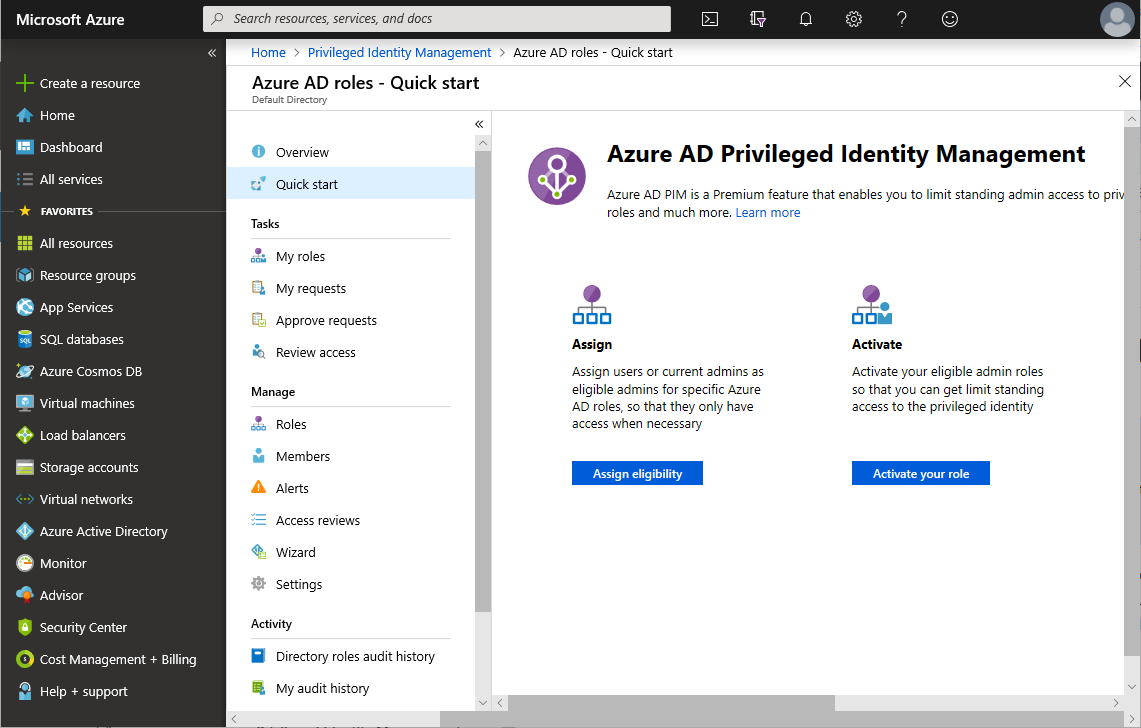 Microsoft Azure
Search resources, services, and docs
Create a resource
Home
Dashboard
All services
FAVORITES
All resources
Resource groups
App Services
SQL databases
Azure Cosmos DB
Virtual machines
Load balancers
Storage accounts
Virtual networks
Azure Active Directory
Monitor
Advisor
Security Center
Cost Management + Billing
Help + support
Home > Privileged Identity Management > Azure AD roles - Quick start
Azure AD roles - Quick start
Default Directory
Overview
Quick start
Tasks
My roles
My requests
Approve requests
Review access
Manage
Roles
Members
Alerts
Access reviews
Wizard
Settings
Activity
Directory roles audit history
My audit history
Azure AD Privileged Identity Management
Azure AD PIM is a Premium feature that enables you to limit standing admin access to priv
roles and much more. Learn more
Assign
Assign users or current admins as
eligible admins for specific Azure
AD roles, so that they only have
access when necessary
Assign eligibility
Activate
Activate your eligible admin roles
so that you can get limit standing
access to the privileged identity
Activate your role